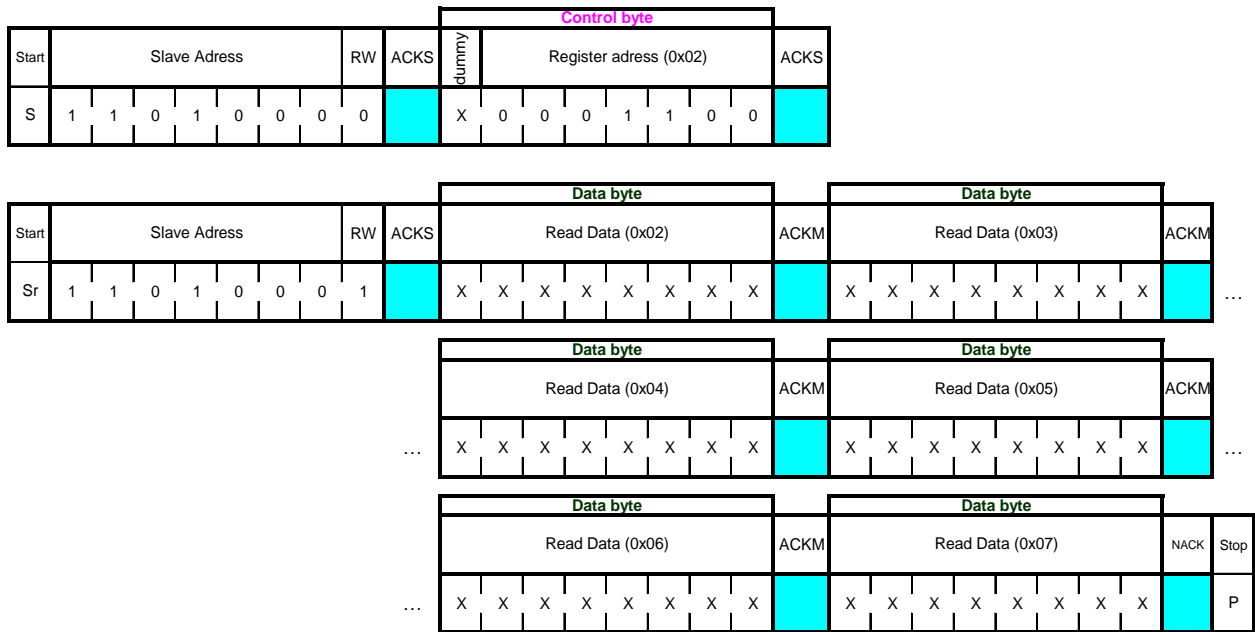 Control byte
Start Slave Adress RW ACKS dummy Register adress (0x02) ACKS
S 1 1 0 1 0 0 0 0 X 0 0 0 1 1 0 0
Data byte Data byte
Start Slave Adress RW ACKS Read Data (0x02) ACKM Read Data (0x03) ACKM
Sr 1 1 0 1 0 0 0 1 X X X X X X X X X X X X X X X X …
Data byte Data byte
Read Data (0x04) ACKM Read Data (0x05) ACKM
… X X X X X X X X X X X X X X X X …
Data byte Data byte
Read Data (0x06) ACKM Read Data (0x07) NACK Stop
… X X X X X X X X X X X X X X X X P